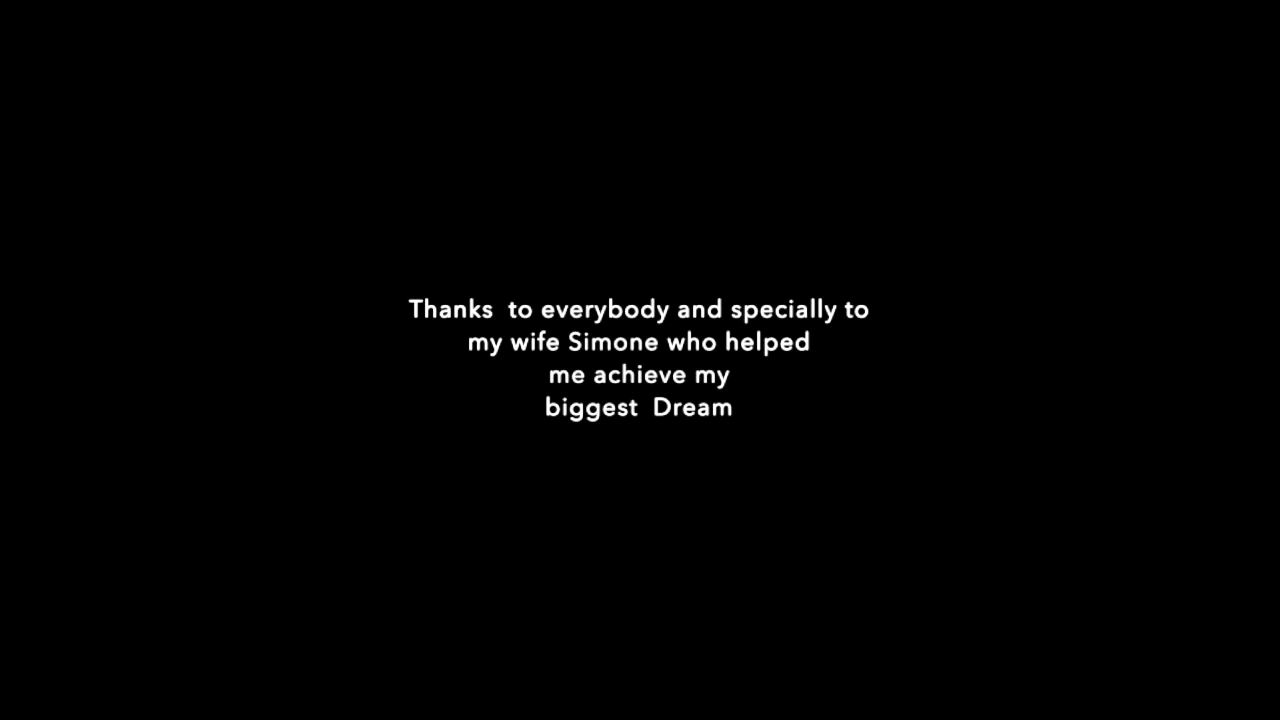 Thanks  to everybody and specially to
my wife Simone who helped
me achieve my
biggest  Dream